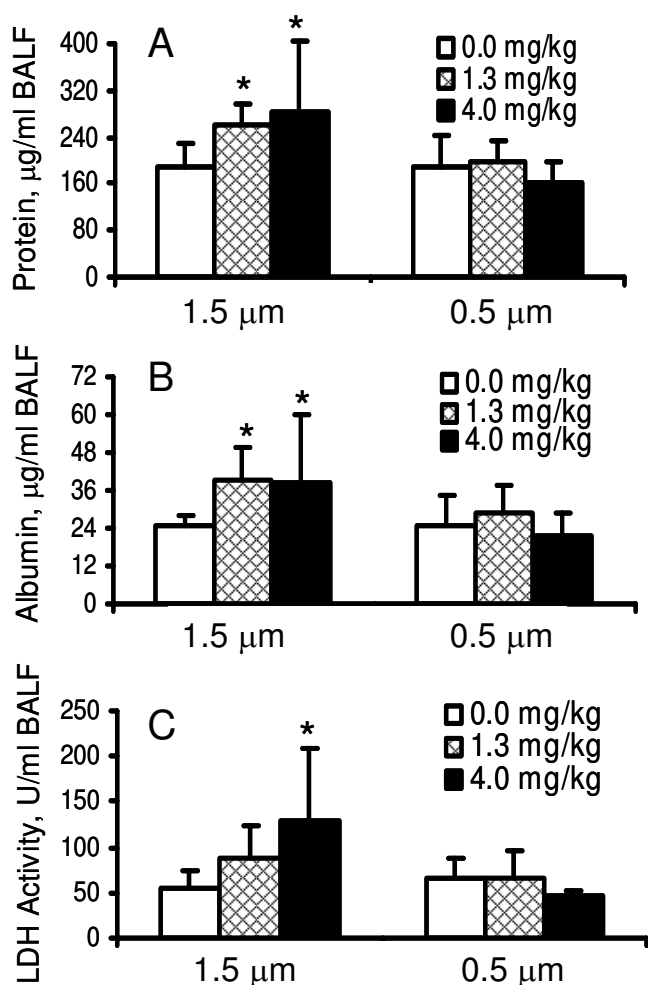 Protein, μg/ml BALF
A
400
320
240
160
80
0
*
*
0.0 mg/kg
1.3 mg/kg
4.0 mg/kg
1.5 μm
0.5 μm
Albumin, μg/ml BALF
B
72
60
48
36
24
12
0
*
*
0.0 mg/kg
1.3 mg/kg
4.0 mg/kg
1.5 μm
0.5 μm
LDH Activity, U/ml BALF
C
250
200
150
100
50
0
*
0.0 mg/kg
1.3 mg/kg
4.0 mg/kg
1.5 μm
0.5 μm